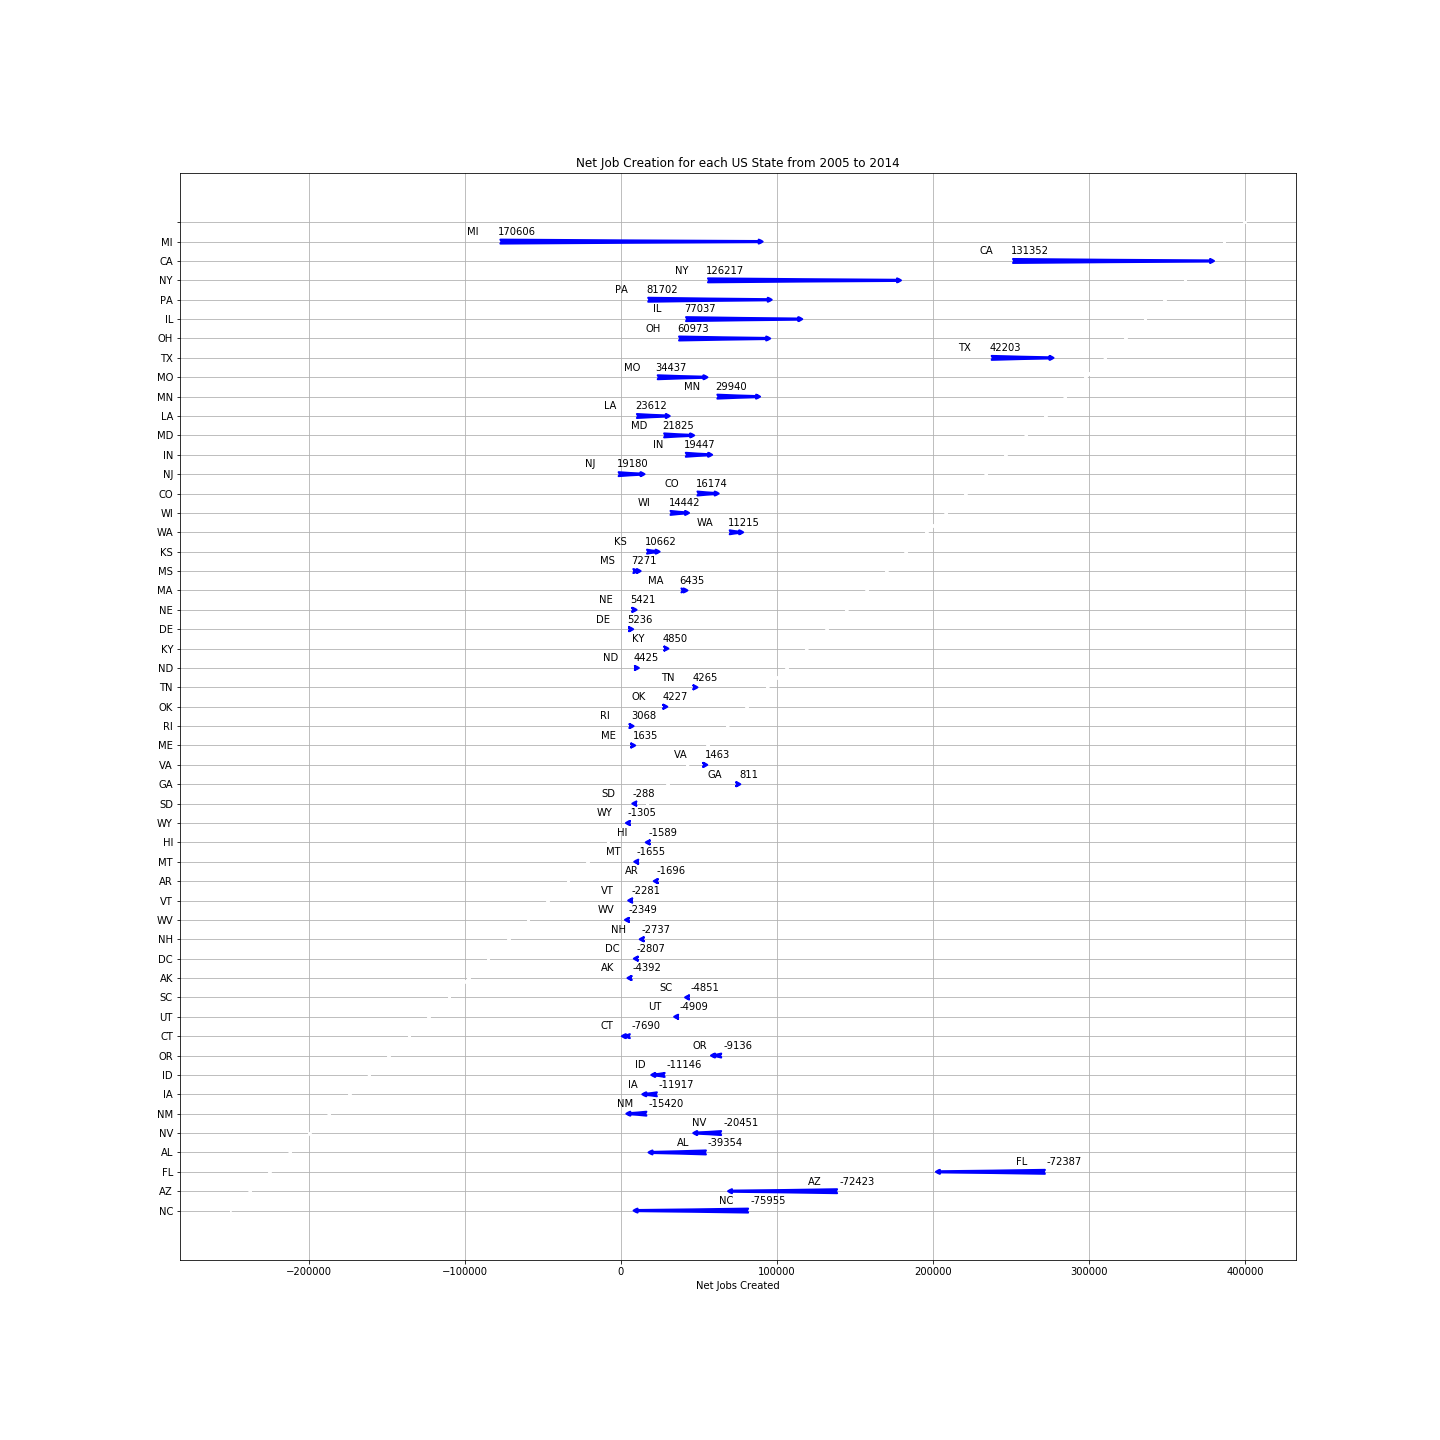 Net Job Creation for each US State from 2005 to 2014
MI MI 170606
CA CA 131352
NY NY 126217
PA PA 81702
IL IL 77037
OH OH 60973
TX TX 42203
MO MO 34437
MN MN 29940
LA LA 23612
MD MD 21825
IN IN 19447
NJ NJ 19180
CO CO 16174
WI WI 14442
WA WA 11215
KS KS 10662
MS MS 7271
MA MA 6435
NE NE 5421
DE DE 5236
KY KY 4850
ND ND 4425
TN TN 4265
OK OK 4227
RI RI 3068
ME ME 1635
VA VA 1463
GA GA 811
SD SD -288
WY WY -1305
HI HI -1589
MT MT -1655
AR AR -1696
VT VT -2281
WV WV -2349
NH NH -2737
DC DC -2807
AK AK -4392
SC SC -4851
UT UT -4909
CT CT -7690
OR OR -9136
ID ID -11146
IA IA -11917
NM NM -15420
NV NV -20451
AL AL -39354
FL FL -72387
AZ AZ -72423
NC NC -75955
−200000 −100000 0 100000 200000 300000 400000
Net Jobs Created